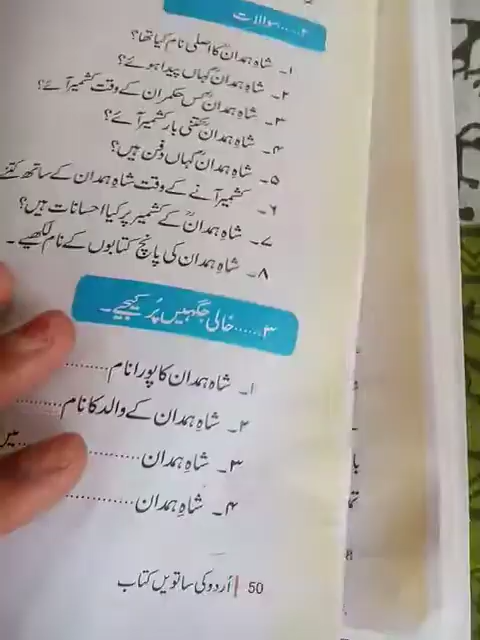 ۲.....سوالات
۱۔ شاہِ ہمدانؒ کا اصلی نام کیا تھا؟
۲۔ شاہِ ہمدانؒ کہاں پیدا ہوئے؟
۳۔ شاہِ ہمدانؒ کس حکمران کے وقت کشمیر آئے؟
۴۔ شاہِ ہمدانؒ کتنی بار کشمیر آئے؟
۵۔ شاہِ ہمدانؒ کہاں دفن ہیں؟
۶۔ کشمیر آنے کے وقت شاہِ ہمدان کے ساتھ کتنے
۷۔ شاہِ ہمدانؒ کے کشمیر پر کیا احسانات ہیں؟
۸۔ شاہِ ہمدان کی پانچ کتابوں کے نام لکھیے۔
۳.....خالی جگہیں پُر کیجیے۔
۱۔ شاہِ ہمدان کا پورا نام..........
۲۔ شاہِ ہمدان کے والد کا نام..........
۳۔ شاہِ ہمدان.......... میں
۴۔ شاہِ ہمدان..........
50 | اُردو کی ساتویں کتاب